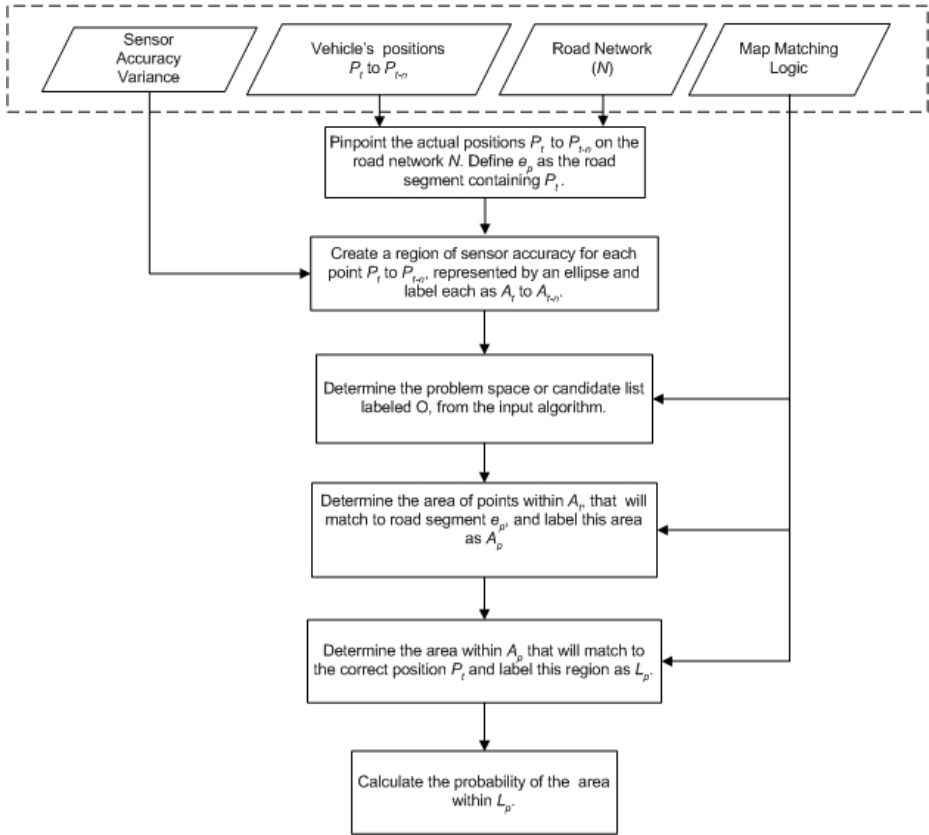 Sensor
Accuracy
Variance
Vehicle's positions
Pt to Pt-n
Road Network
(N)
Map Matching
Logic
Pinpoint the actual positions Pt to Pt-n on the
road network N. Define ep as the road
segment containing Pt.
Create a region of sensor accuracy for each
point Pt to Pt-n, represented by an ellipse and
label each as At to At-n.
Determine the problem space or candidate list
labeled O, from the input algorithm.
Determine the area of points within At, that will
match to road segment ep, and label this area
as Ap
Determine the area within Ap that will match to
the correct position Pt and label this region as Lp.
Calculate the probability of the area
within Lp.